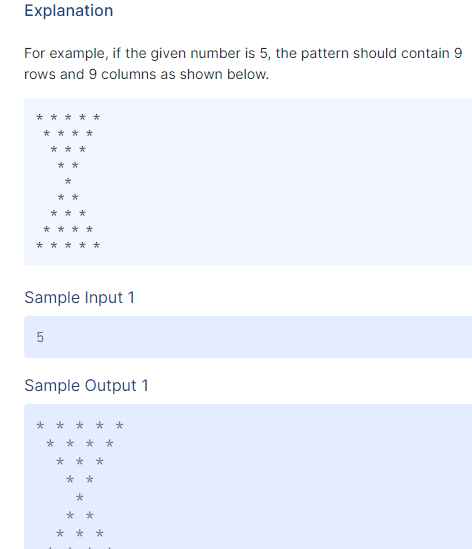 Explanation
For example, if the given number is 5, the pattern should contain 9
rows and 9 columns as shown below.
* * * * *
 * * * *
  * * *
   * *
    *
   * *
  * * *
 * * * *
* * * * *
Sample Input 1
5
Sample Output 1
* * * * *
 * * * *
  * * *
   * *
    *
   * *
  * * *
 * * * *